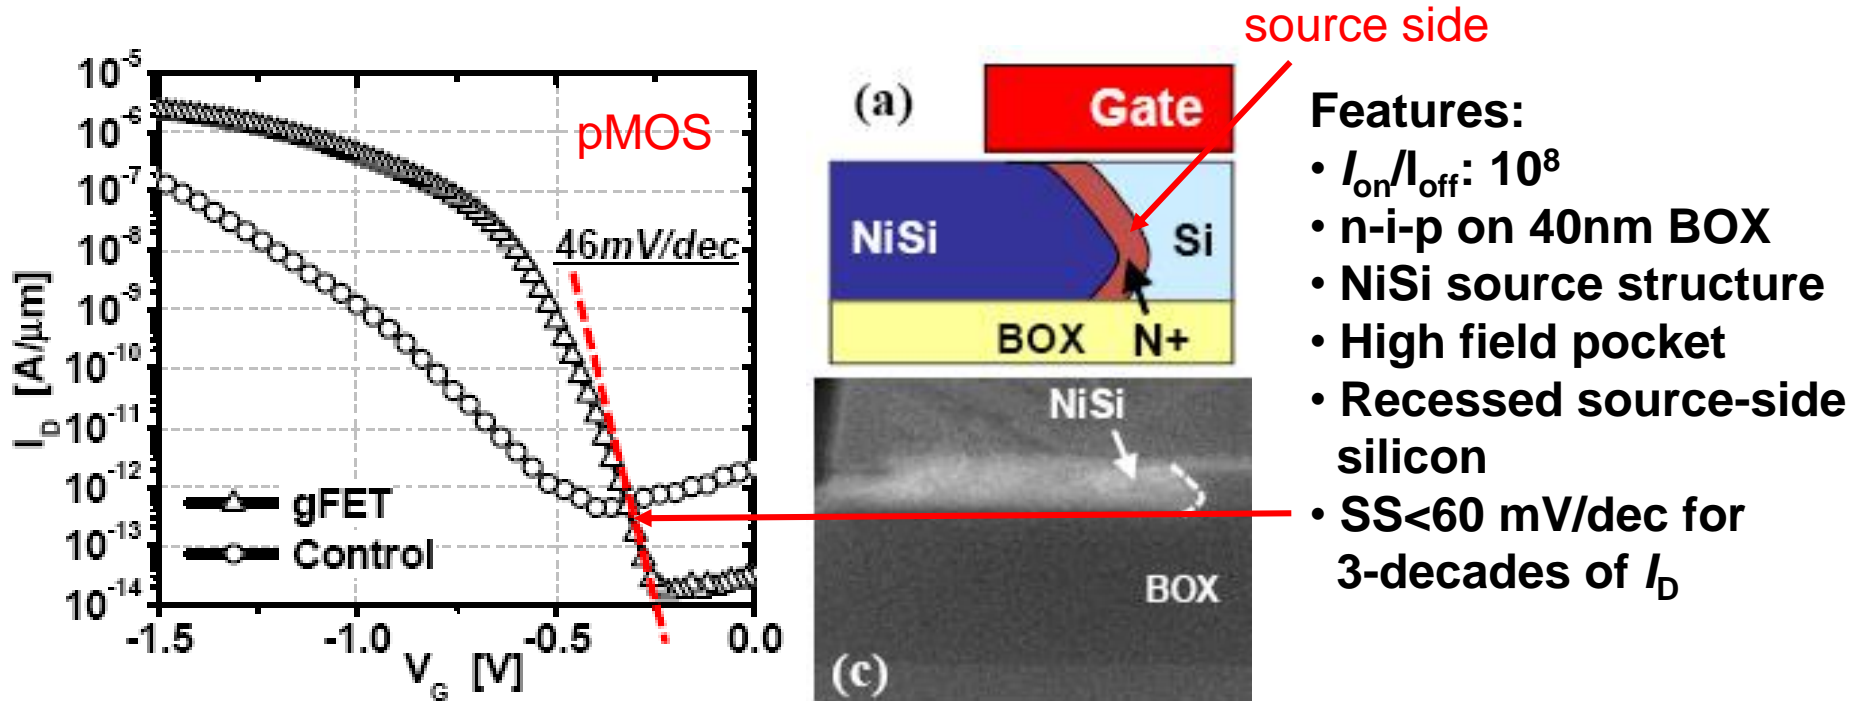 source side
10⁻⁵
10⁻⁶
10⁻⁷
10⁻⁸
10⁻⁹
10⁻¹⁰
10⁻¹¹
10⁻¹²
10⁻¹³
10⁻¹⁴
I_D [A/μm]
pMOS
46mV/dec
gFET
Control
-1.5
-1.0
-0.5
0.0
V_G [V]
(a)
Gate
NiSi
Si
BOX N+
NiSi
BOX
(c)
Features:
• I_on/I_off: 10⁸
• n-i-p on 40nm BOX
• NiSi source structure
• High field pocket
• Recessed source-side
silicon
• SS<60 mV/dec for
3-decades of I_D